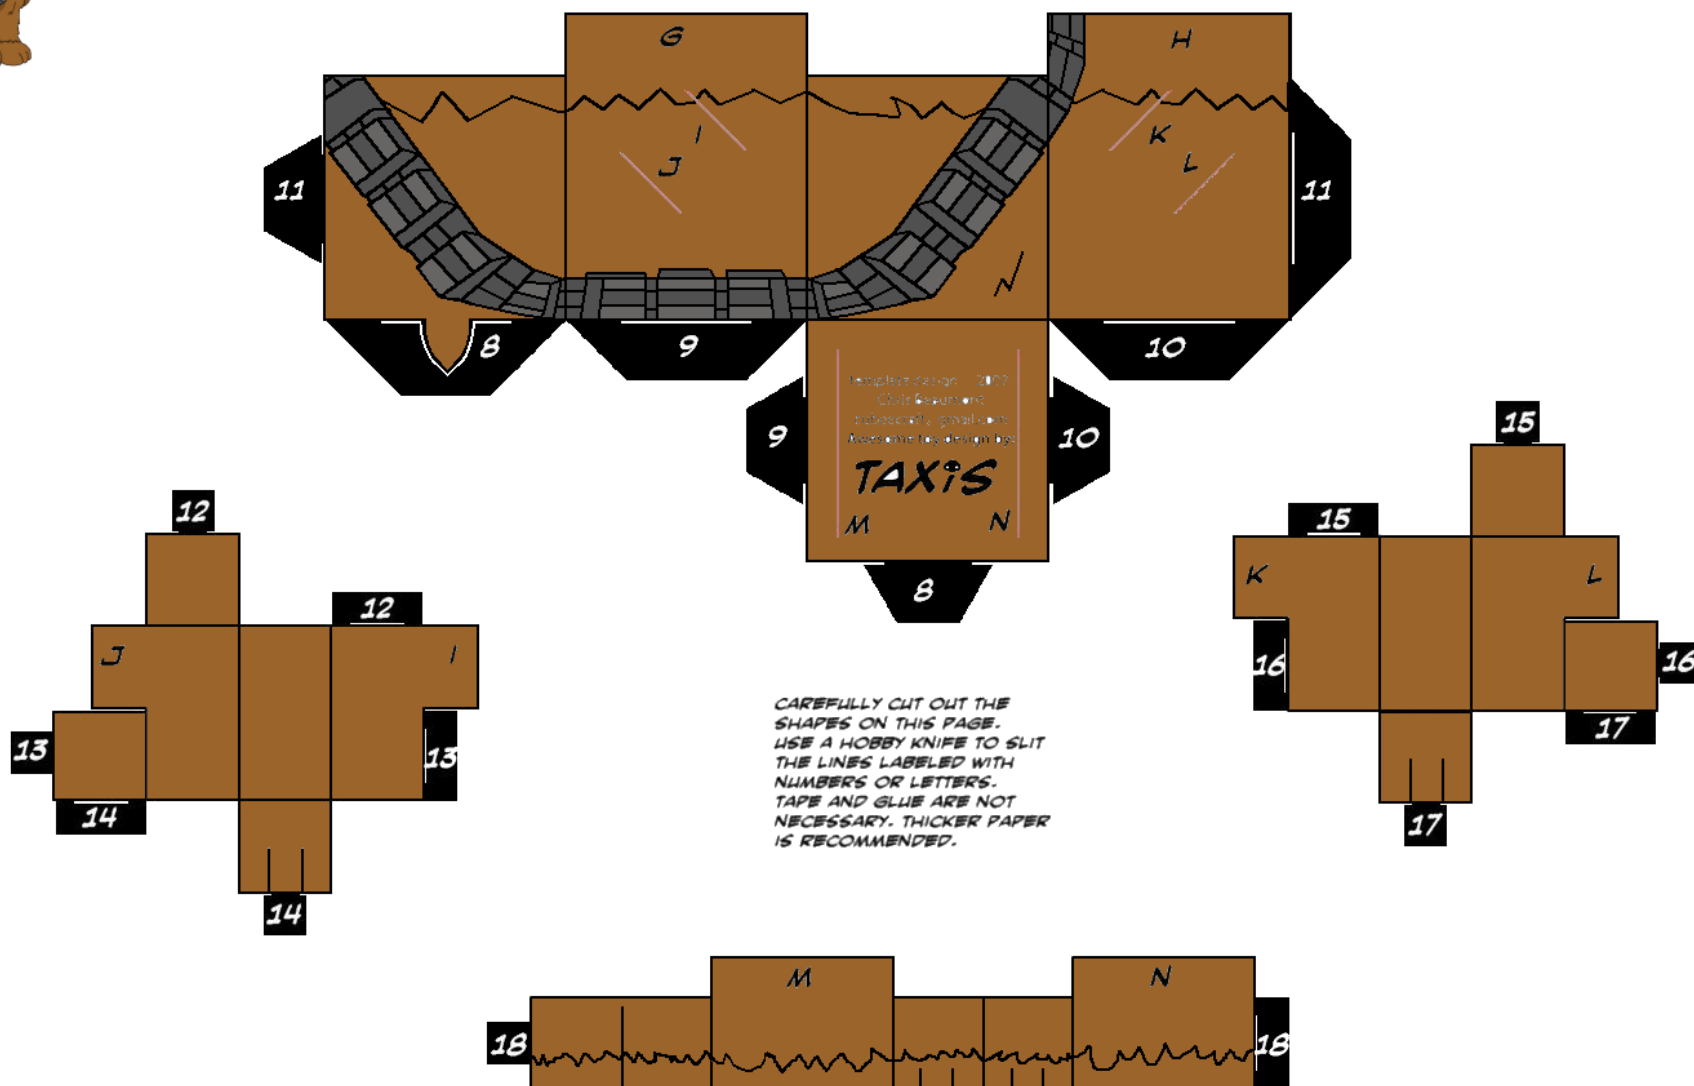 G
H
I
J
K
L
11
11
8
9
10
N
9
10
Awesome toy design by:
TAXiS
M
N
8
15
12
15
K
L
12
J
I
16
16
17
13
13
14
17
14
CAREFULLY CUT OUT THE
SHAPES ON THIS PAGE.
USE A HOBBY KNIFE TO SLIT
THE LINES LABELED WITH
NUMBERS OR LETTERS.
TAPE AND GLUE ARE NOT
NECESSARY. THICKER PAPER
IS RECOMMENDED.
M
N
18
18